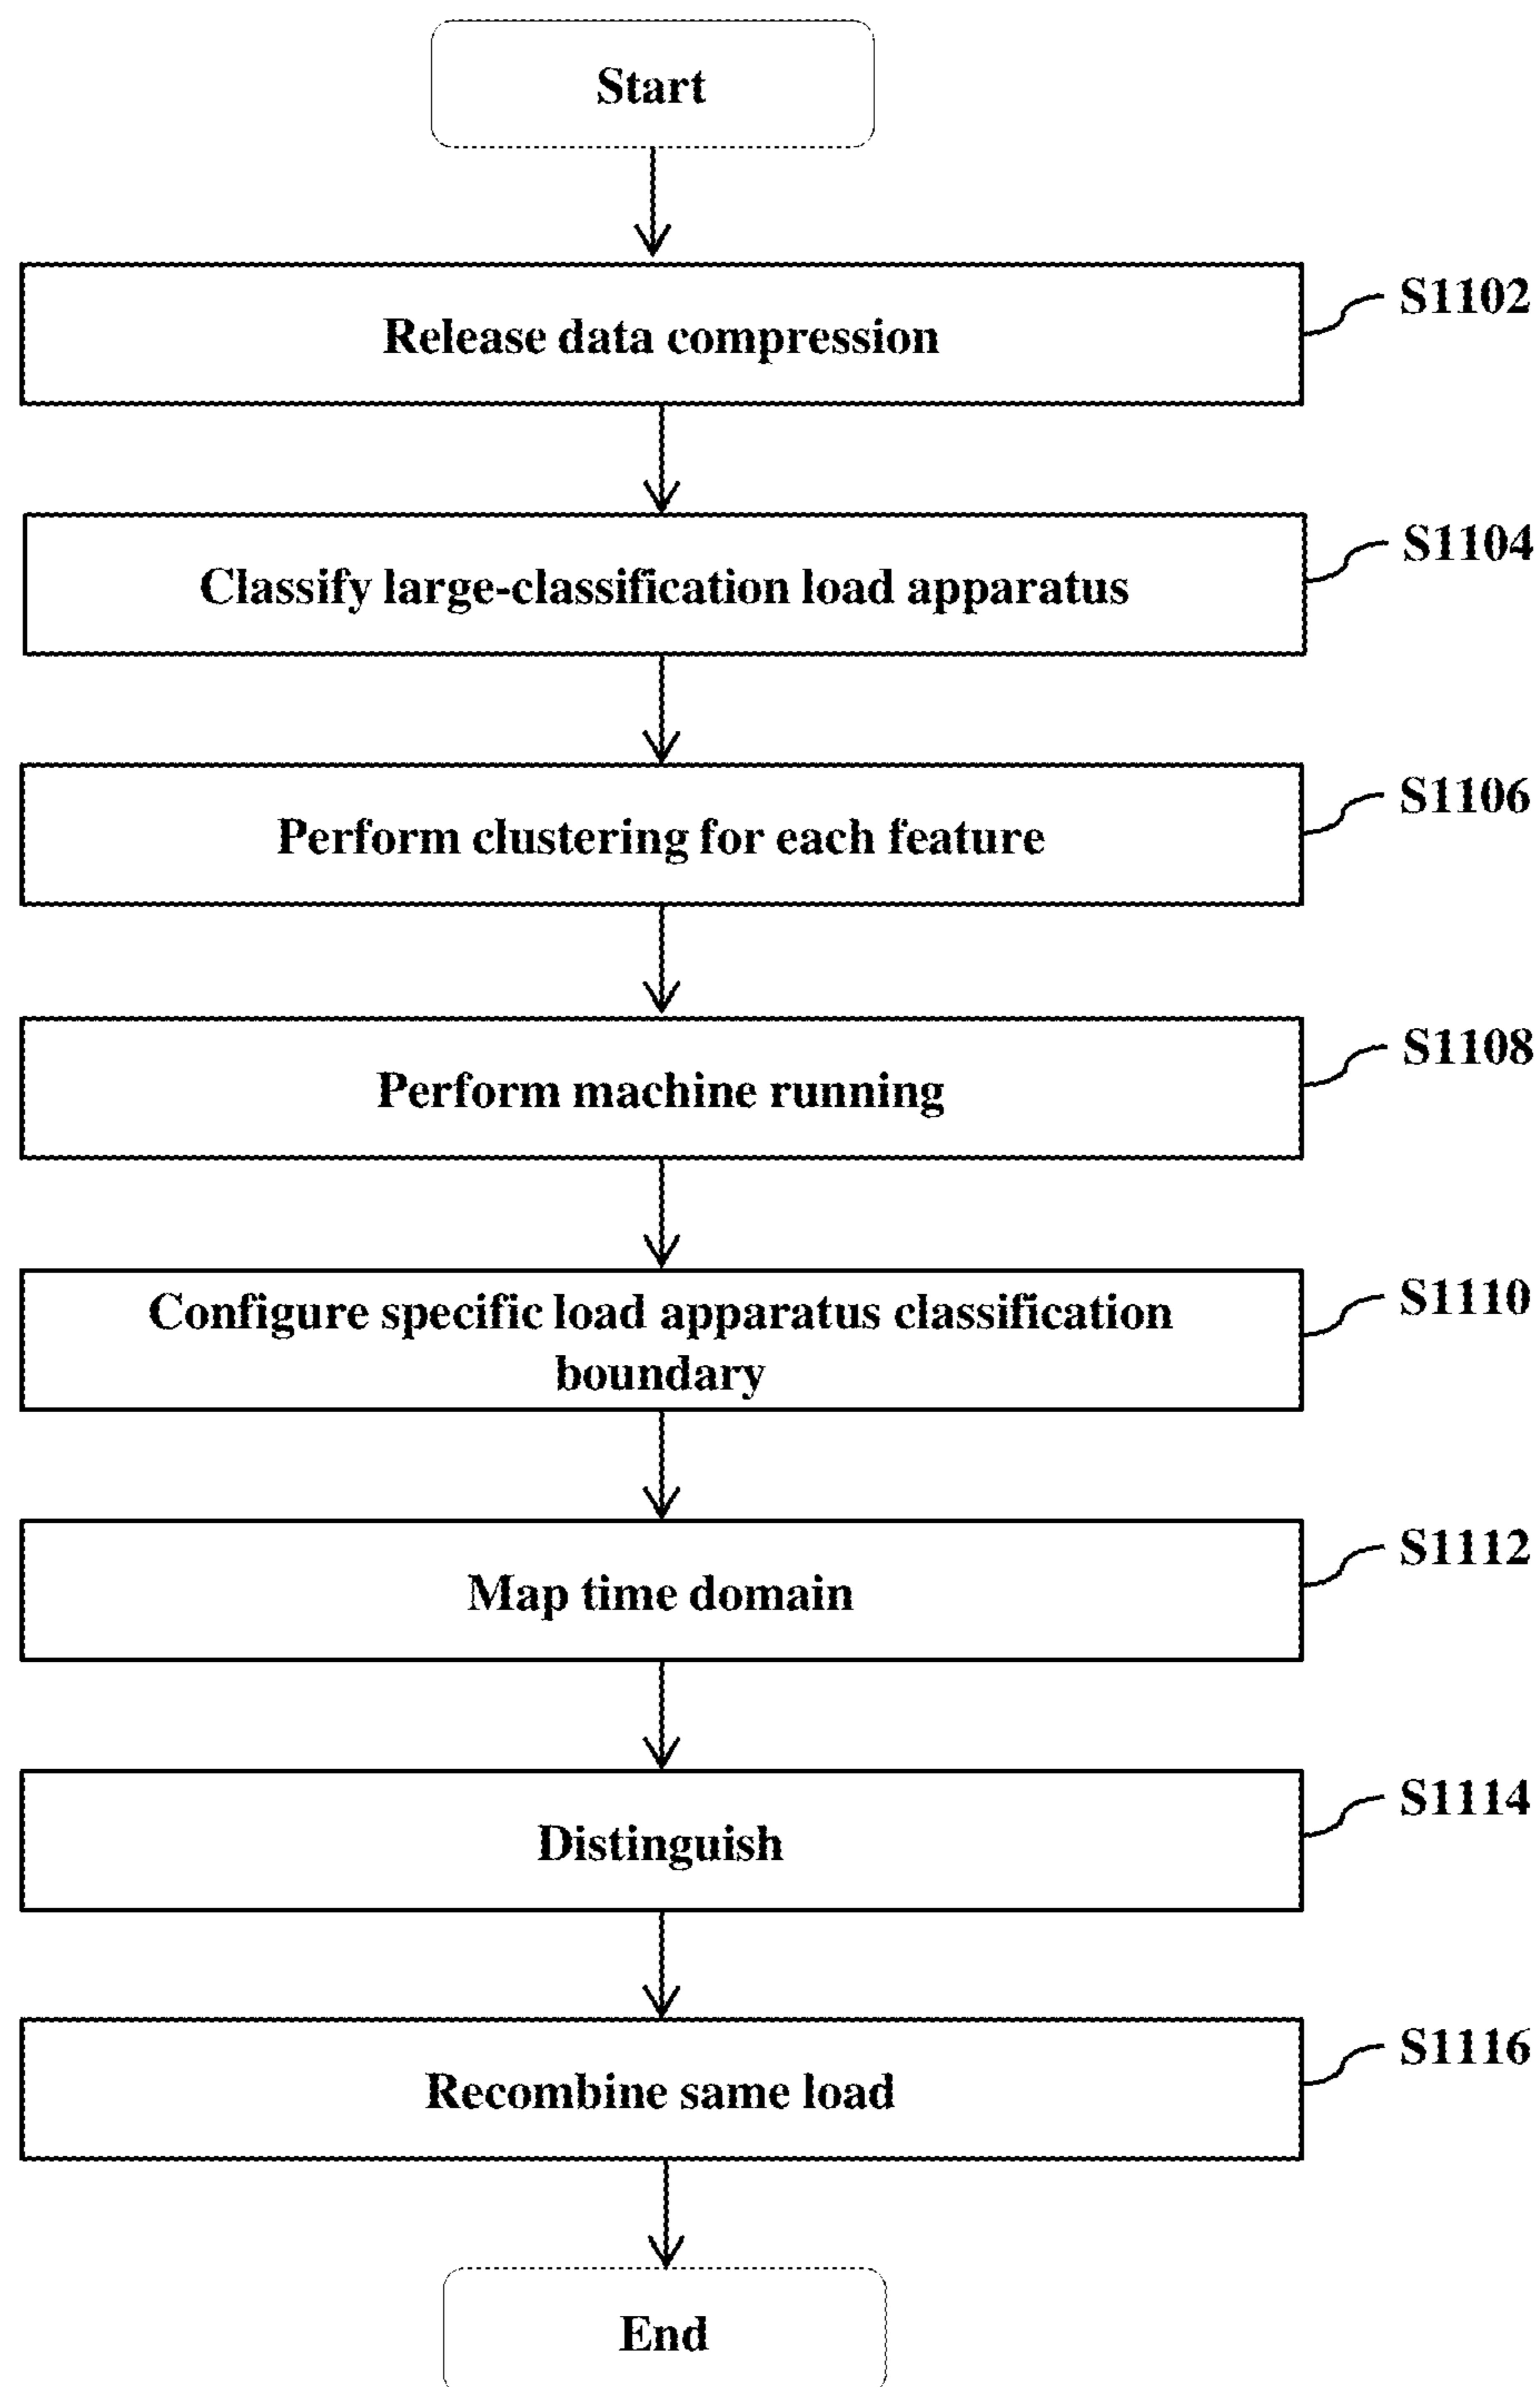 Start
Release data compression
S1102
Classify large-classification load apparatus
S1104
Perform clustering for each feature
S1106
Perform machine running
S1108
Configure specific load apparatus classification
boundary
S1110
Map time domain
S1112
Distinguish
S1114
Recombine same load
S1116
End